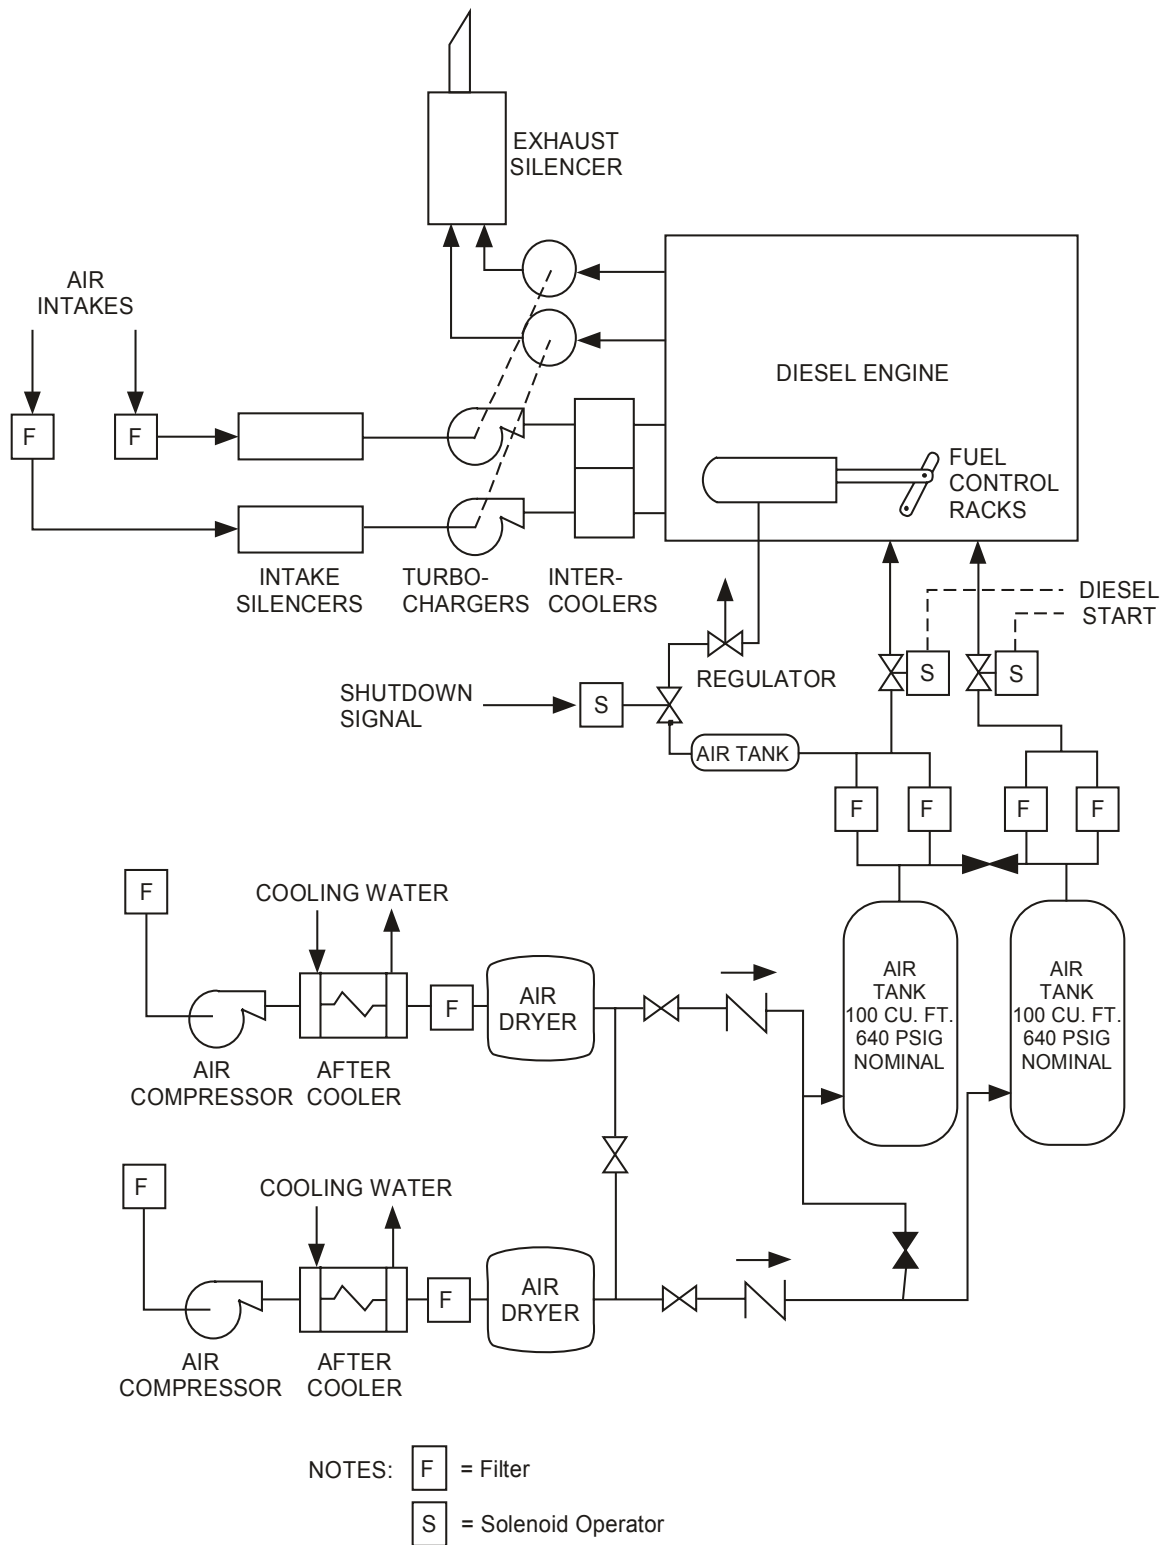 EXHAUST
SILENCER
AIR
INTAKES
DIESEL ENGINE
F
F
FUEL
CONTROL
RACKS
INTAKE
SILENCERS
TURBO-
CHARGERS
INTER-
COOLERS
DIESEL
START
REGULATOR
S
S
SHUTDOWN
SIGNAL
S
AIR TANK
F
F
F
F
F
COOLING WATER
AIR
DRYER
F
AIR
TANK
100 CU. FT.
640 PSIG
NOMINAL
AIR
TANK
100 CU. FT.
640 PSIG
NOMINAL
AIR
COMPRESSOR
AFTER
COOLER
F
COOLING WATER
F
AIR
DRYER
AIR
COMPRESSOR
AFTER
COOLER
NOTES: F = Filter
S = Solenoid Operator